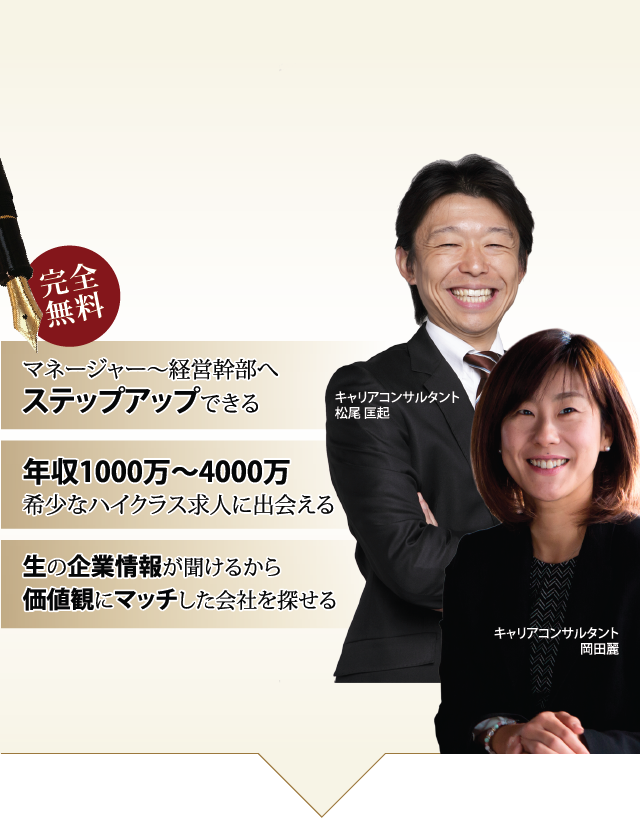 完全
無料
マネージャー〜経営幹部へ
ステップアップできる
年収1000万〜4000万
希少なハイクラス求人に出会える
生の企業情報が聞けるから
価値観にマッチした会社を探せる
キャリアコンサルタント
松尾 匡起
キャリアコンサルタント
岡田麗